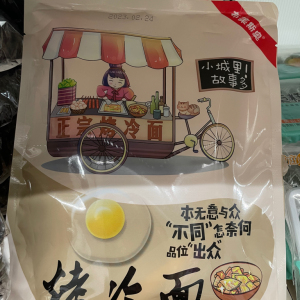 小城里
故事多
正宗烤冷面
本无意与众
“不同”怎奈何
品位“出众”
烤冷面